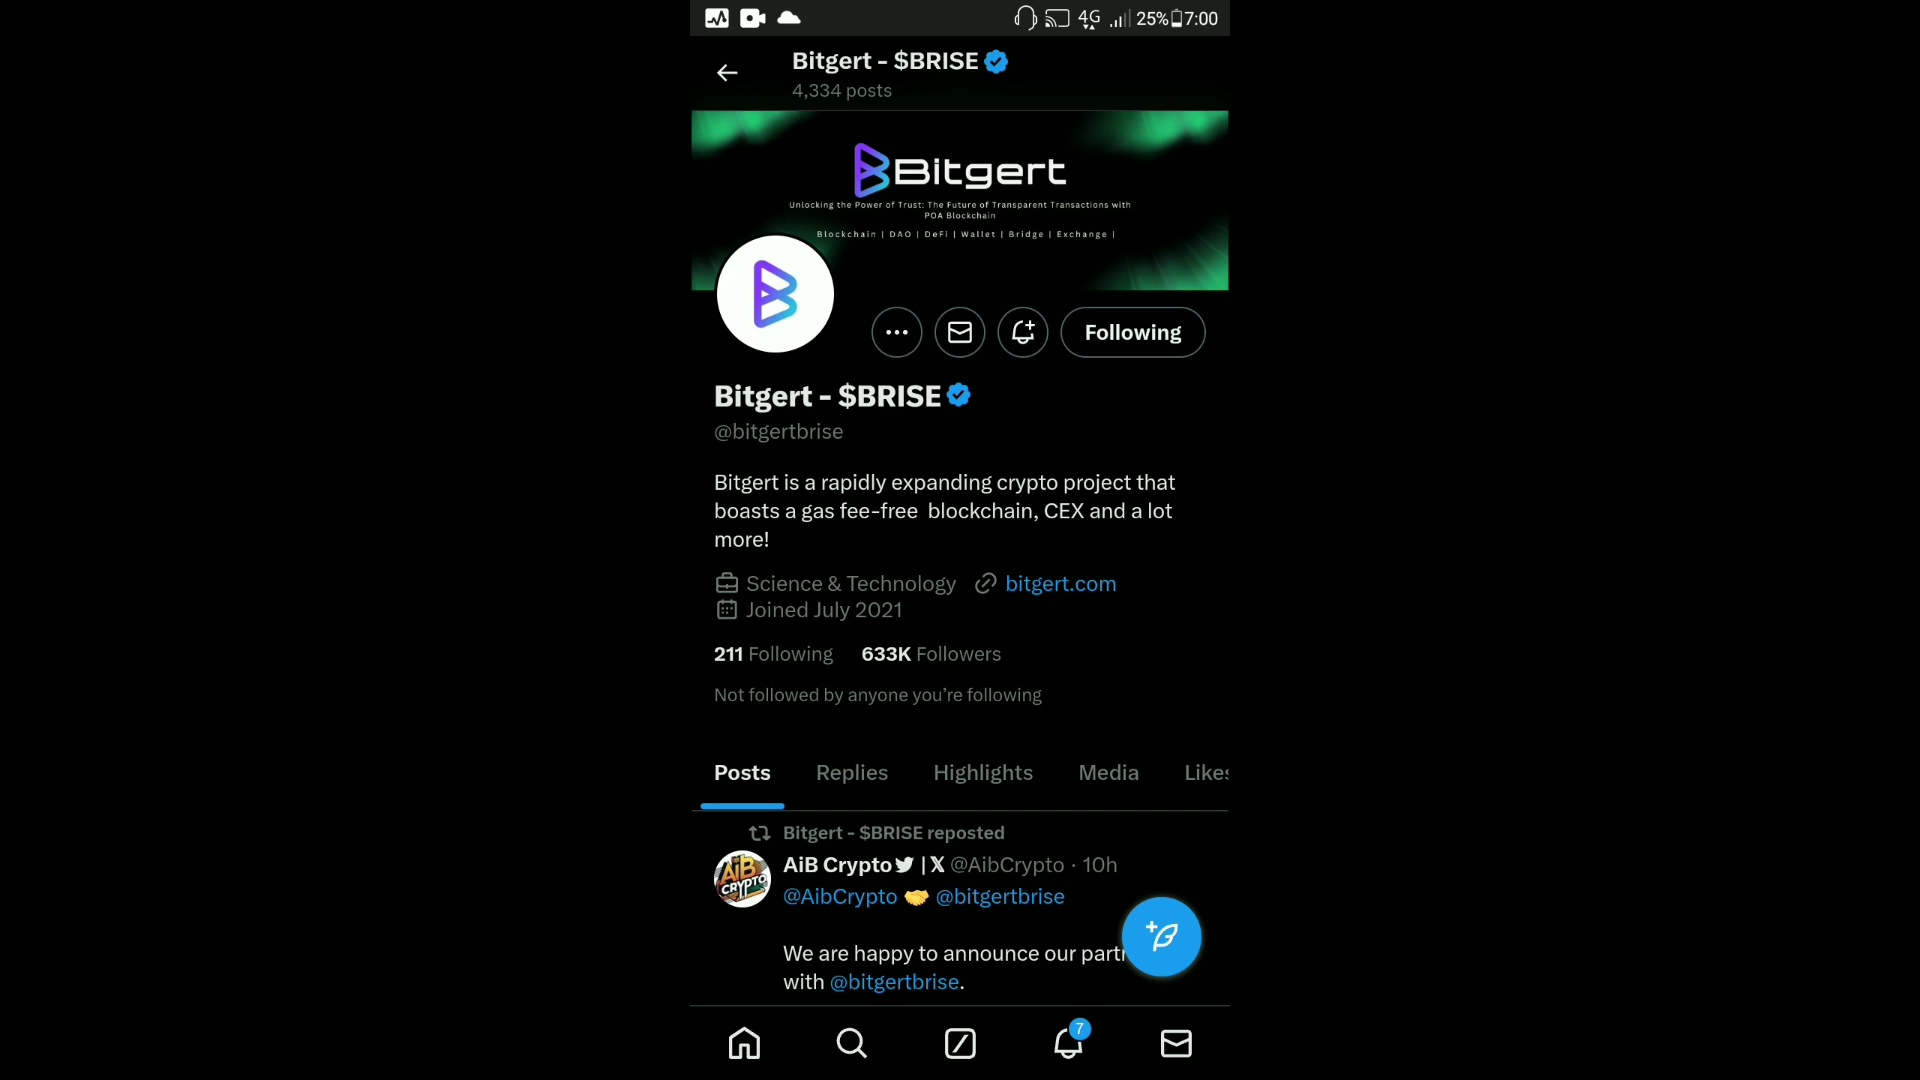 4G 25% 7:00
Bitgert - $BRISE
4,334 posts
Bitgert
Unlocking the Power of Trust: The Future of Transparent Transactions with
POA Blockchain
Blockchain | DAO | DeFi | Wallet | Bridge | Exchange |
Following
Bitgert - $BRISE
@bitgertbrise
Bitgert is a rapidly expanding crypto project that
boasts a gas fee-free blockchain, CEX and a lot
more!
Science & Technology bitgert.com
Joined July 2021
211 Following 633K Followers
Not followed by anyone you’re following
Posts Replies Highlights Media Likes
Bitgert - $BRISE reposted
AiB CRYPTO
AiB Crypto | X @AibCrypto · 10h
@AibCrypto 🤝 @bitgertbrise
We are happy to announce our part
with @bitgertbrise.
7